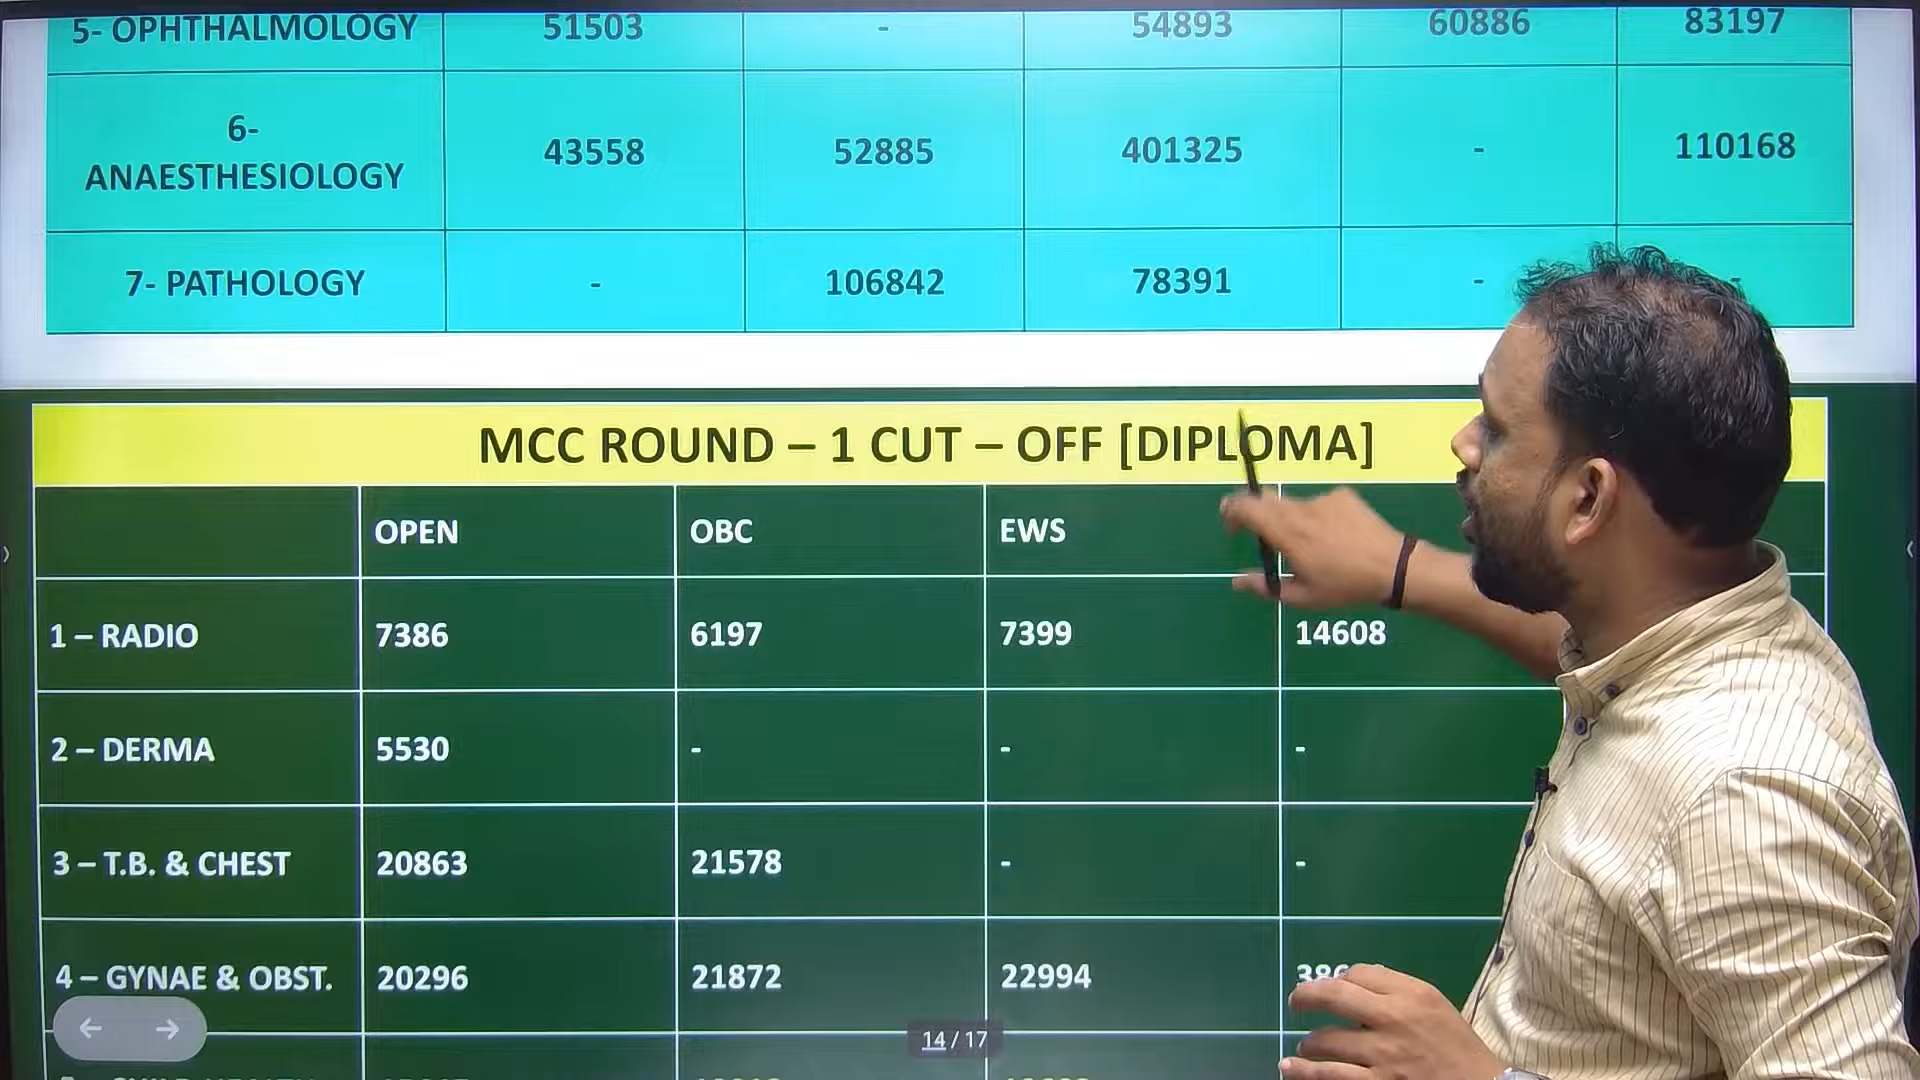 5- OPHTHALMOLOGY 51503 - 54893 60886 83197
6-
ANAESTHESIOLOGY 43558 52885 401325 - 110168
7- PATHOLOGY - 106842 78391 - -
MCC ROUND – 1 CUT – OFF [DIPLOMA]
OPEN OBC EWS
1 – RADIO 7386 6197 7399 14608
2 – DERMA 5530 - - -
3 – T.B. & CHEST 20863 21578 - -
4 – GYNAE & OBST. 20296 21872 22994
14 / 17